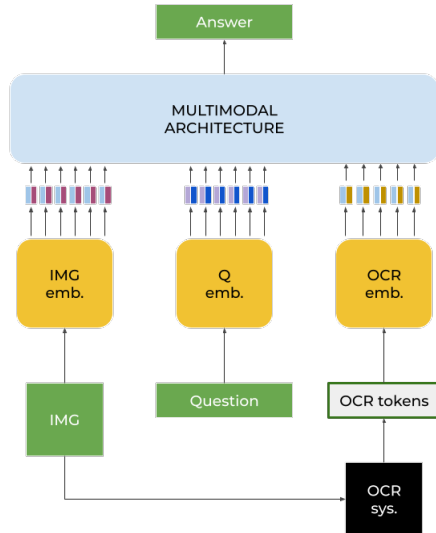 Answer
MULTIMODAL
ARCHITECTURE
IMG
emb.
Q
emb.
OCR
emb.
IMG
Question
OCR tokens
OCR
sys.